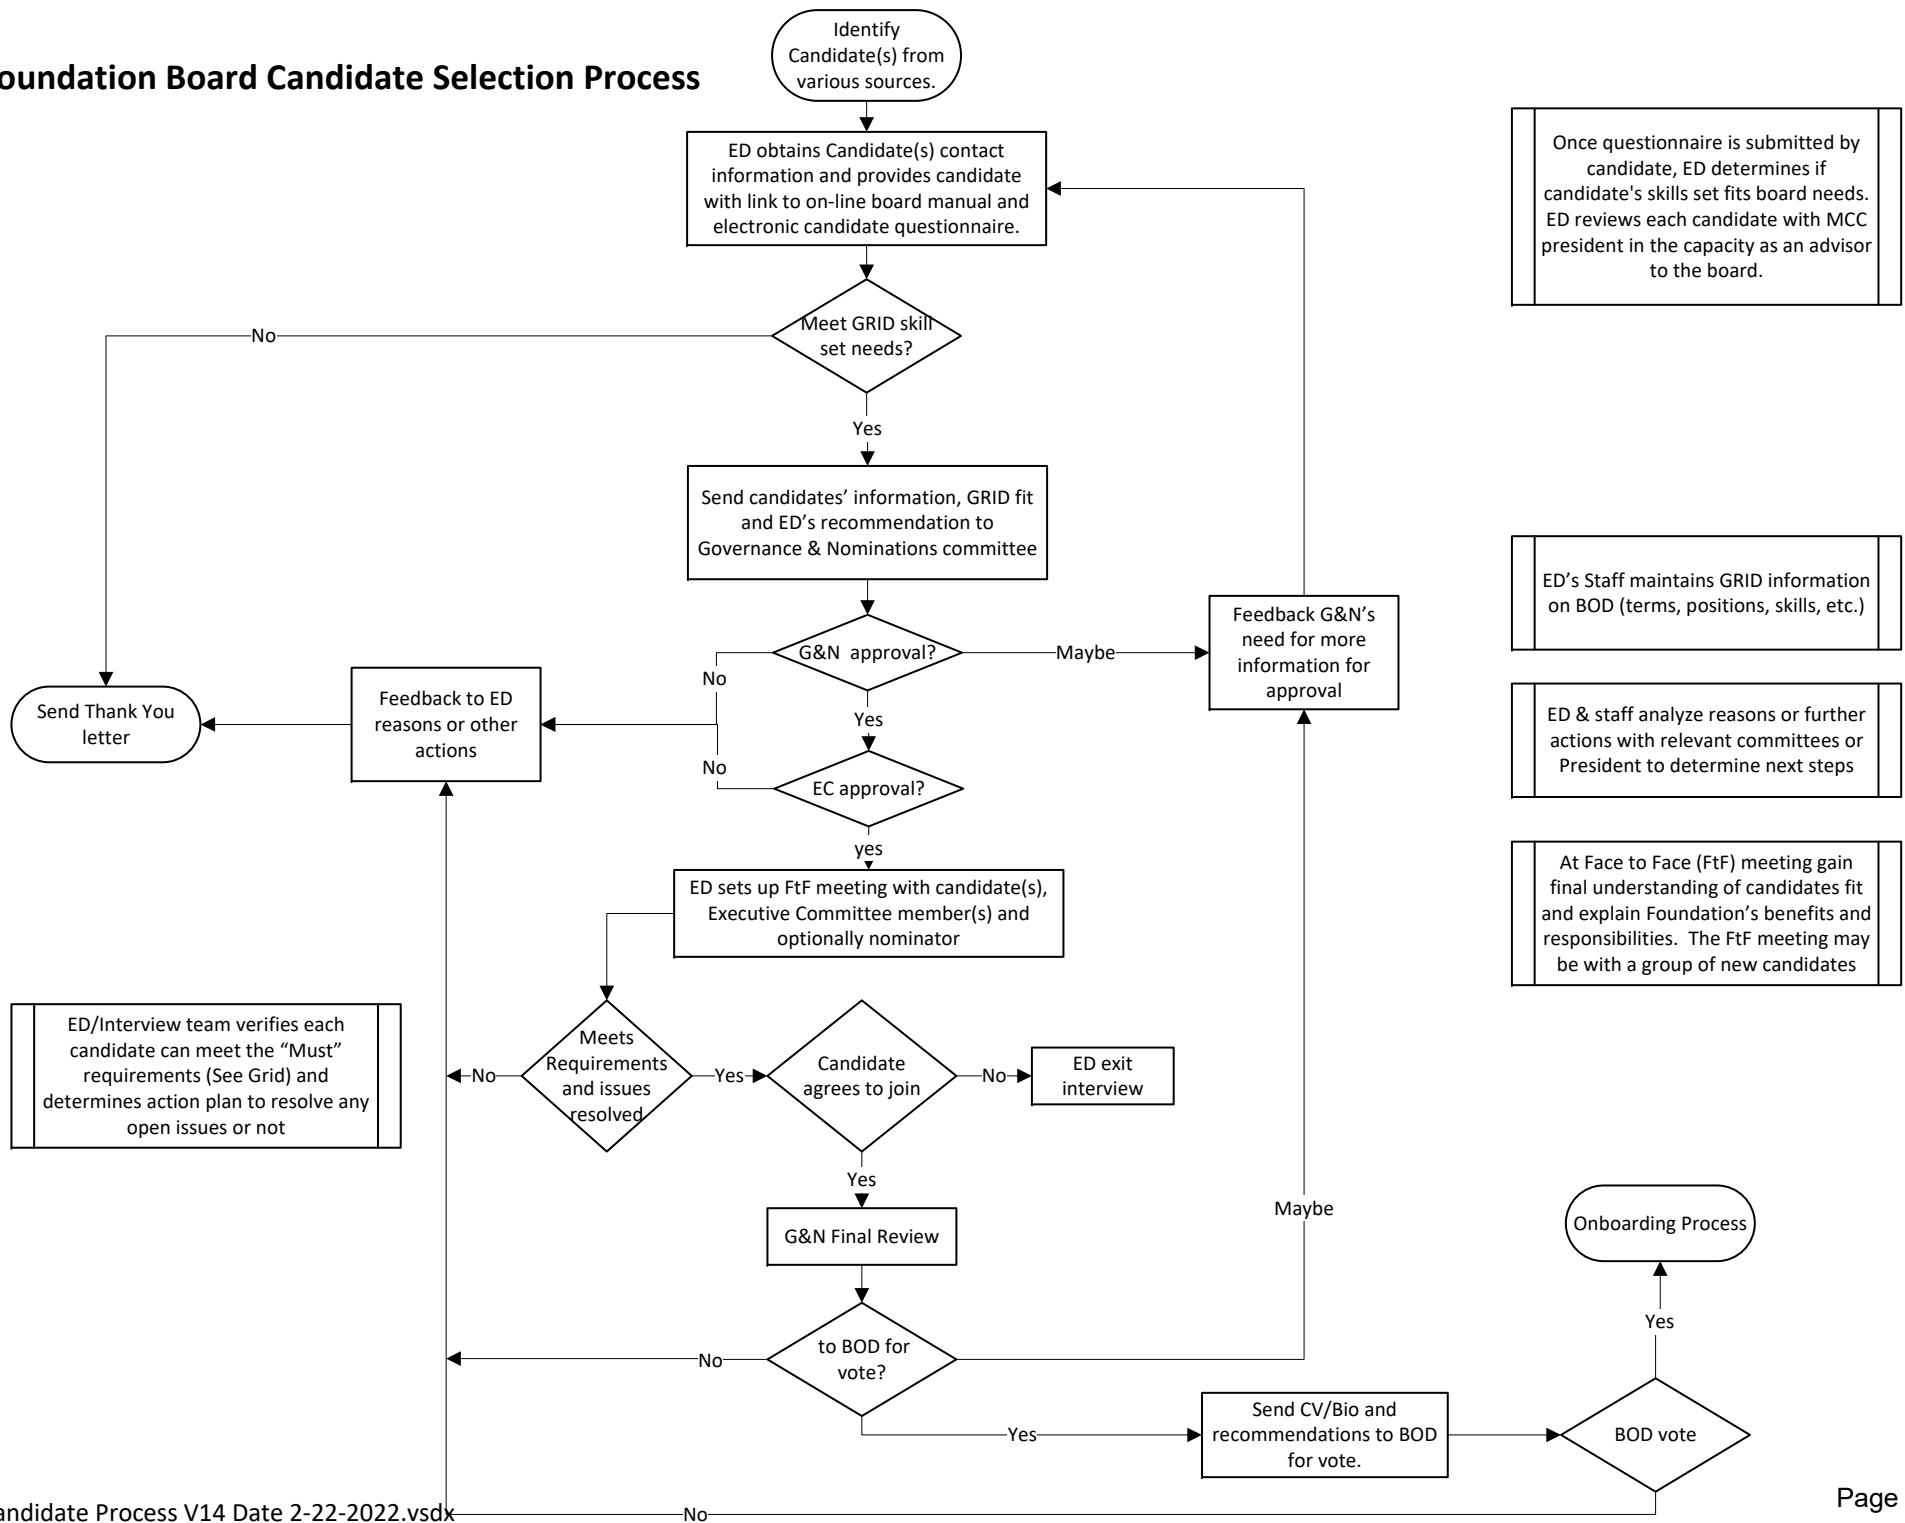 oundation Board Candidate Selection Process
Identify
Candidate(s) from
various sources.
ED obtains Candidate(s) contact
information and provides candidate
with link to on-line board manual and
electronic candidate questionnaire.
Once questionnaire is submitted by
candidate, ED determines if
candidate's skills set fits board needs.
ED reviews each candidate with MCC
president in the capacity as an advisor
to the board.
Meet GRID skill
set needs?
No
Yes
Send candidates’ information, GRID fit
and ED’s recommendation to
Governance & Nominations committee
ED’s Staff maintains GRID information
on BOD (terms, positions, skills, etc.)
G&N  approval?
Maybe
Feedback G&N’s
need for more
information for
approval
No
Yes
Feedback to ED
reasons or other
actions
Send Thank You
letter
ED & staff analyze reasons or further
actions with relevant committees or
President to determine next steps
No
EC approval?
yes
ED sets up FtF meeting with candidate(s),
Executive Committee member(s) and
optionally nominator
At Face to Face (FtF) meeting gain
final understanding of candidates fit
and explain Foundation’s benefits and
responsibilities.  The FtF meeting may
be with a group of new candidates
ED/Interview team verifies each
candidate can meet the “Must”
requirements (See Grid) and
determines action plan to resolve any
open issues or not
No
Meets
Requirements
and issues
resolved
Yes
Candidate
agrees to join
No
ED exit
interview
Yes
G&N Final Review
Maybe
Onboarding Process
to BOD for
vote?
No
Yes
Yes
Send CV/Bio and
recommendations to BOD
for vote.
BOD vote
No
andidate Process V14 Date 2-22-2022.vsdx
Page